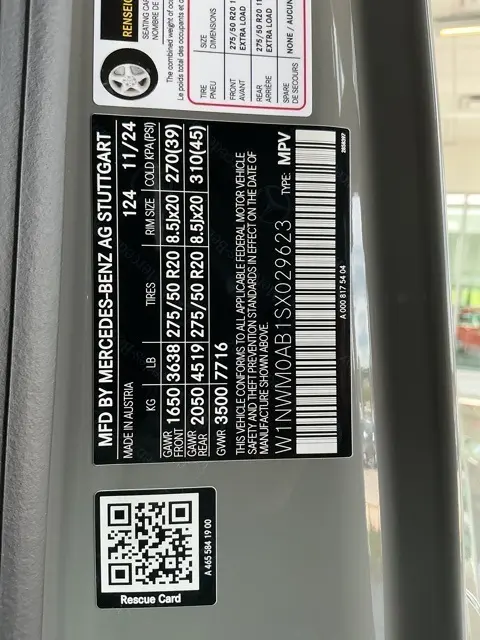 RENSEIG
SEATING CA
NOMBRE DE
The combined weight of occ
Le poids total des occupants et c
TIRE
PNEU
SIZE
DIMENSIONS
FRONT
AVANT
275/50 R20 1
EXTRA LOAD
REAR
ARRIÈRE
275/50 R20 1
EXTRA LOAD
SPARE
DE SECOURS
NONE / AUCUN
MFD BY MERCEDES-BENZ AG STUTTGART
MADE IN AUSTRIA 124 11/24
KG LB TIRES RIM SIZE COLD KPA(PSI)
GAWR FRONT 1650 3638 275/50 R20 8.5Jx20 270(39)
GAWR REAR 2050 4519 275/50 R20 8.5Jx20 310(45)
GVWR 3500 7716
THIS VEHICLE CONFORMS TO ALL APPLICABLE FEDERAL MOTOR VEHICLE
SAFETY AND THEFT PREVENTION STANDARDS IN EFFECT ON THE DATE OF
MANUFACTURE SHOWN ABOVE.
W1NWM0AB1SX029623 TYPE: MPV
A 000 817 54 04
Rescue Card
A 465 584 19 00